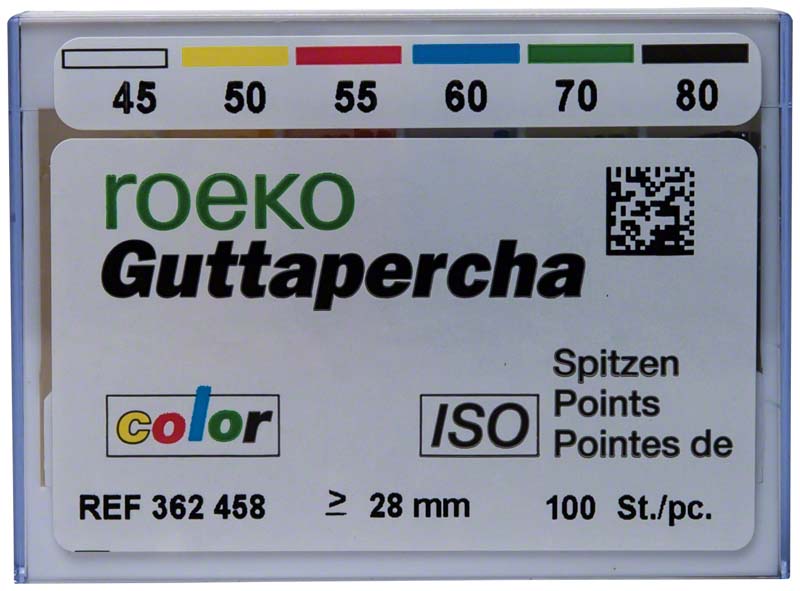 45 50 55 60 70 80
roeko
Guttapercha
Spitzen
Points
Pointes de
color
ISO
REF 362 458 ≥ 28 mm 100 St./pc.